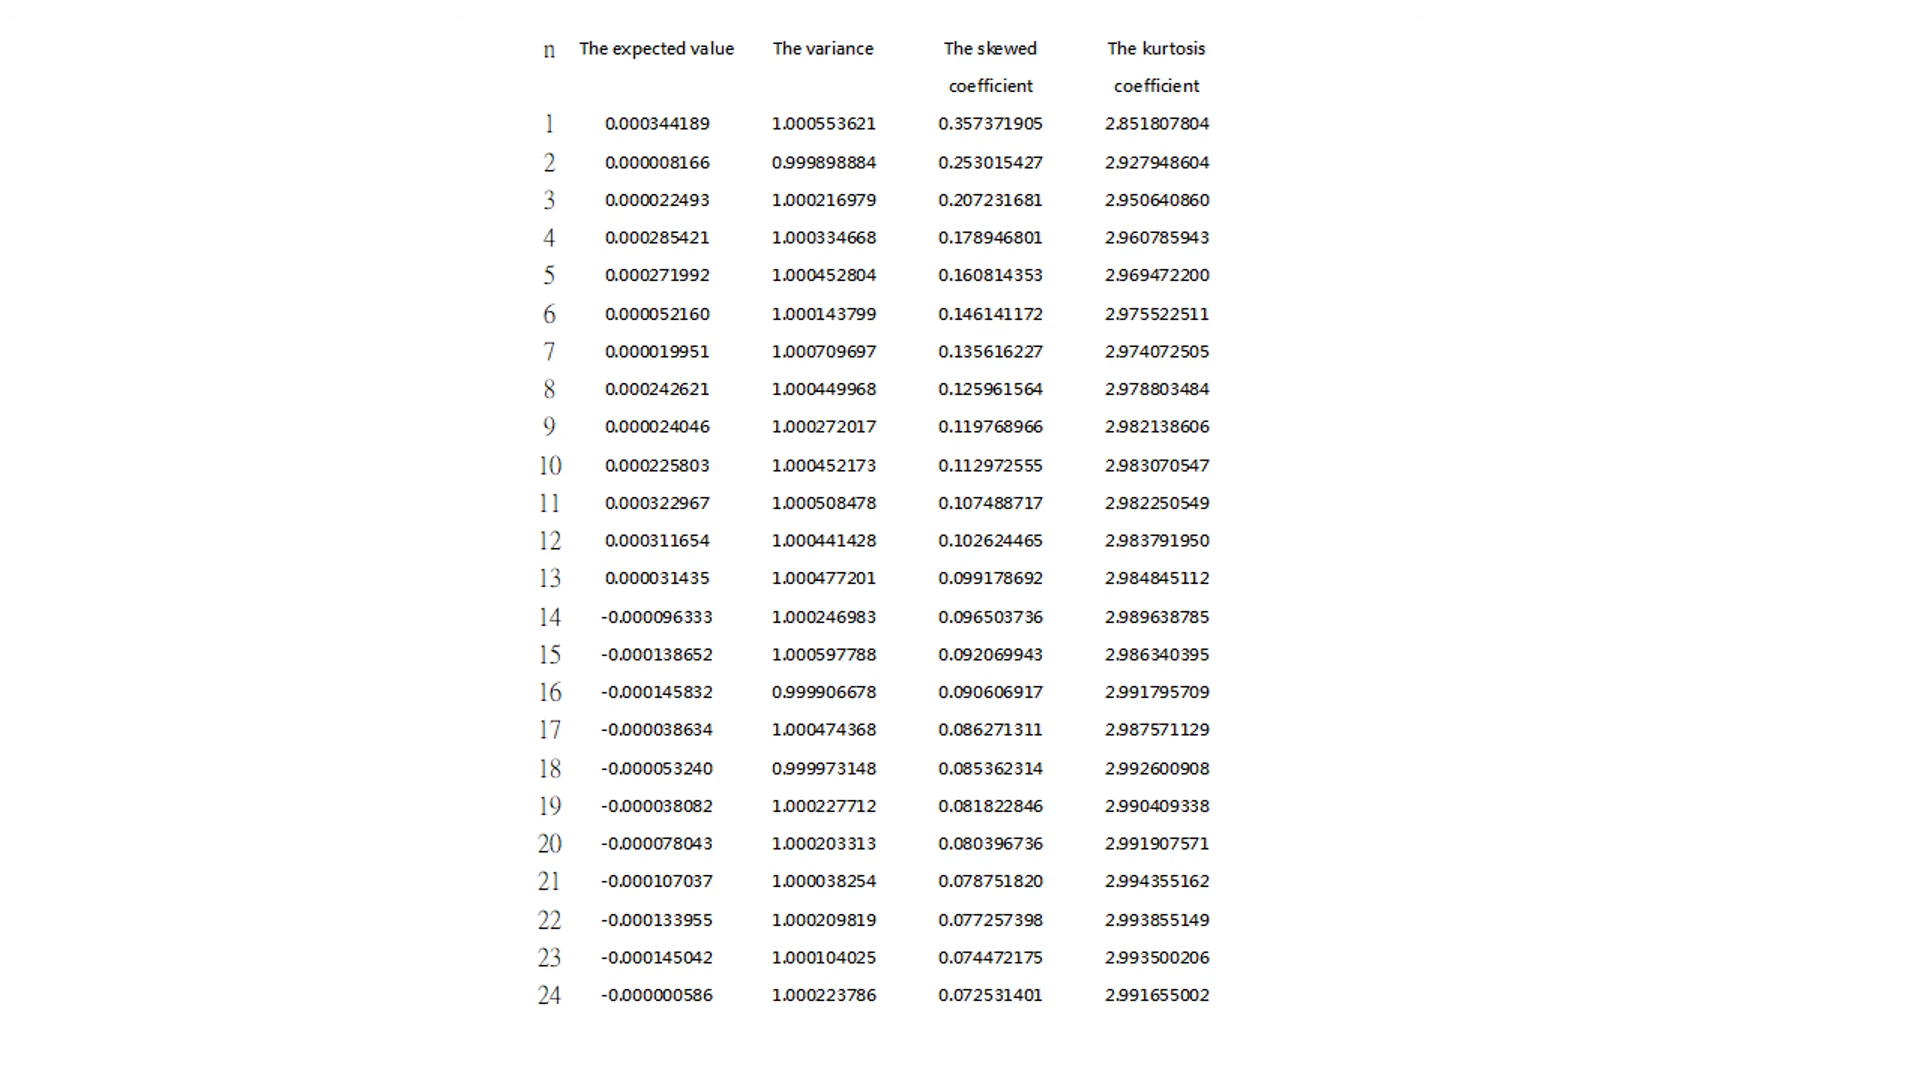 n The expected value The variance The skewed The kurtosis
coefficient coefficient
1 0.000344189 1.000553621 0.357371905 2.851807804
2 0.000008166 0.999898884 0.253015427 2.927948604
3 0.000022493 1.000216979 0.207231681 2.950640860
4 0.000285421 1.000334668 0.178946801 2.960785943
5 0.000271992 1.000452804 0.160814353 2.969472200
6 0.000052160 1.000143799 0.146141172 2.975522511
7 0.000019951 1.000709697 0.135616227 2.974072505
8 0.000242621 1.000449968 0.125961564 2.978803484
9 0.000024046 1.000272017 0.119768966 2.982138606
10 0.000225803 1.000452173 0.112972555 2.983070547
11 0.000322967 1.000508478 0.107488717 2.982250549
12 0.000311654 1.000441428 0.102624465 2.983791950
13 0.000031435 1.000477201 0.099178692 2.984845112
14 -0.000096333 1.000246983 0.096503736 2.989638785
15 -0.000138652 1.000597788 0.092069943 2.986340395
16 -0.000145832 0.999906678 0.090606917 2.991795709
17 -0.000038634 1.000474368 0.086271311 2.987571129
18 -0.000053240 0.999973148 0.085362314 2.992600908
19 -0.000038082 1.000227712 0.081822846 2.990409338
20 -0.000078043 1.000203313 0.080396736 2.991907571
21 -0.000107037 1.000038254 0.078751820 2.994355162
22 -0.000133955 1.000209819 0.077257398 2.993855149
23 -0.000145042 1.000104025 0.074472175 2.993500206
24 -0.000000586 1.000223786 0.072531401 2.991655002